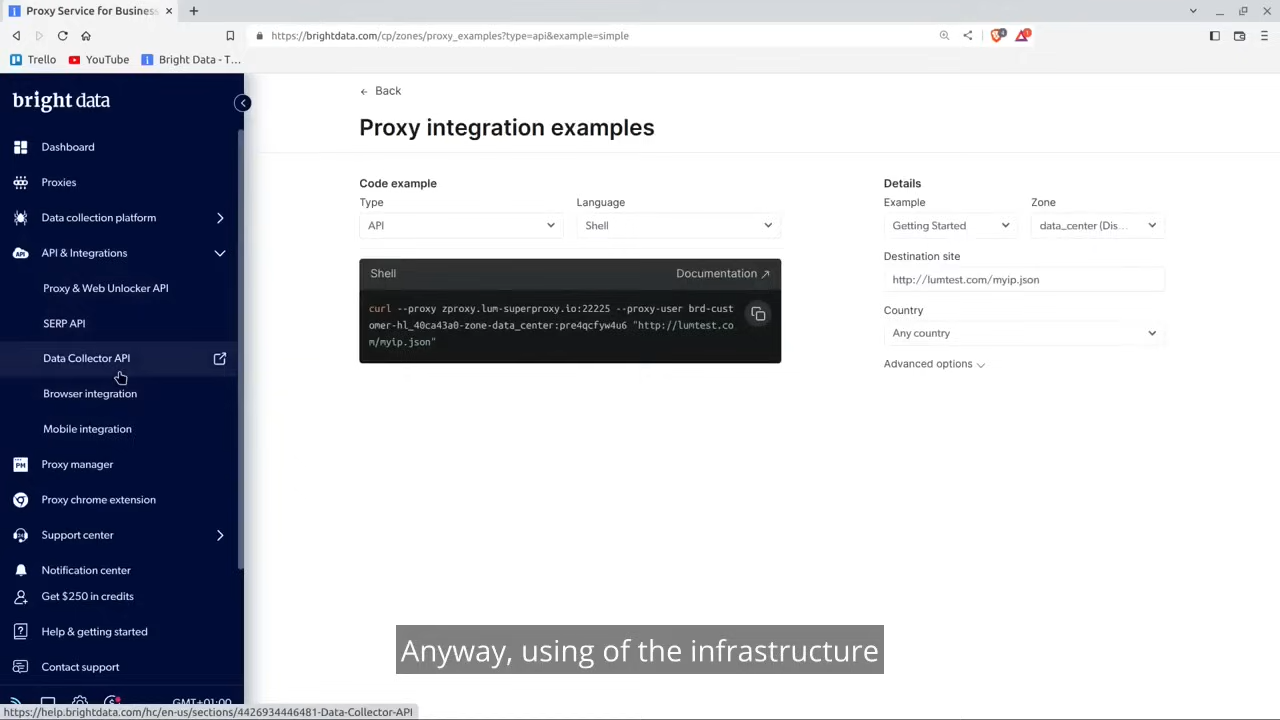 Proxy Service for Business
https://brightdata.com/cp/zones/proxy_examples?type=api&example=simple
Trello
YouTube
Bright Data - T...
bright data
Dashboard
Proxies
Data collection platform
API & Integrations
Proxy & Web Unlocker API
SERP API
Data Collector API
Browser integration
Mobile integration
Proxy manager
Proxy chrome extension
Support center
Notification center
Get $250 in credits
Help & getting started
Contact support
GMT+01:00
https://help.brightdata.com/hc/en-us/sections/4426934446481-Data-Collector-API
Back
Proxy integration examples
Code example
Type
Language
API
Shell
Shell
Documentation
curl --proxy zproxy.lum-superproxy.io:22225 --proxy-user brd-cust
omer-hl_40ca43a0-zone-data_center:pre4qcfyw4u6 "http://lumtest.co
m/myip.json"
Details
Example
Zone
Getting Started
data_center (Dis...
Destination site
http://lumtest.com/myip.json
Country
Any country
Advanced options
Anyway, using of the infrastructure